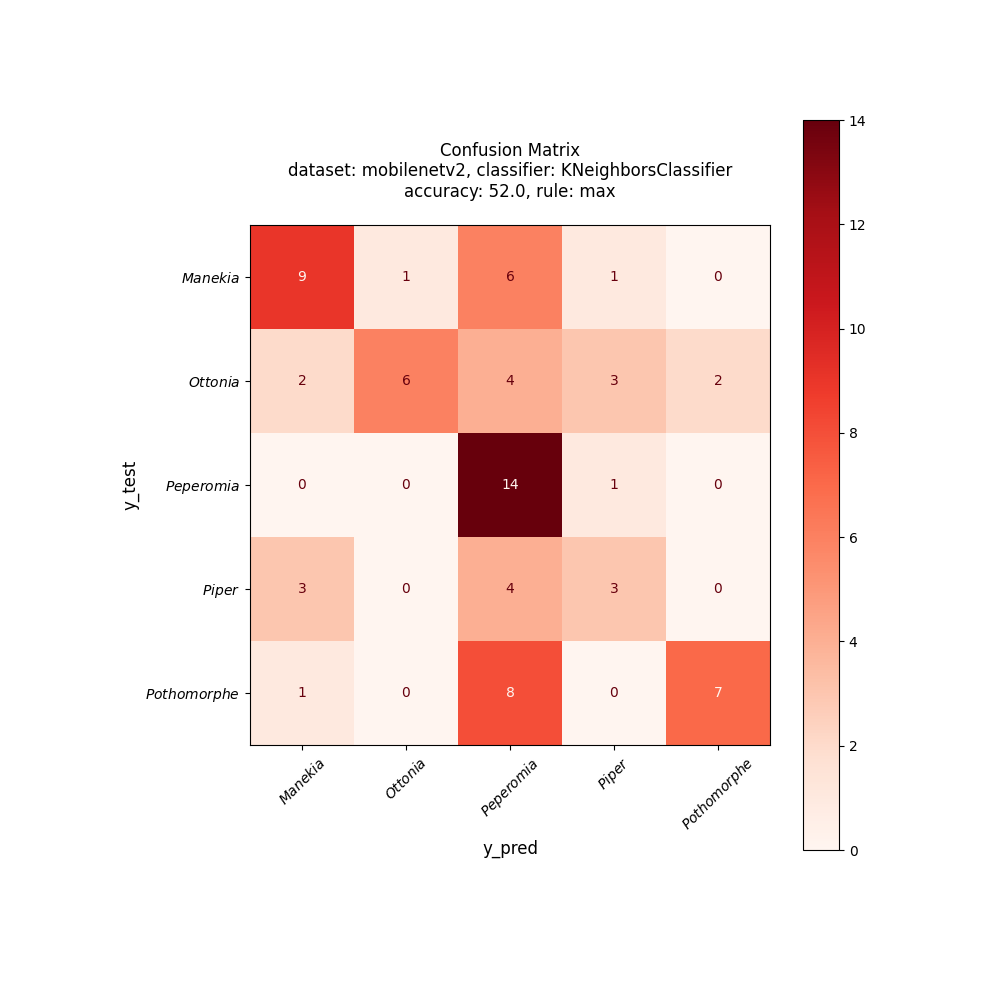 Confusion Matrix
dataset: mobilenetv2, classifier: KNeighborsClassifier
accuracy: 52.0, rule: max
14
12
10
8
6
4
2
0
y_test
Manekia 9 1 6 1 0
Ottonia 2 6 4 3 2
Peperomia 0 0 14 1 0
Piper 3 0 4 3 0
Pothomorphe 1 0 8 0 7
Manekia Ottonia Peperomia Piper Pothomorphe
y_pred